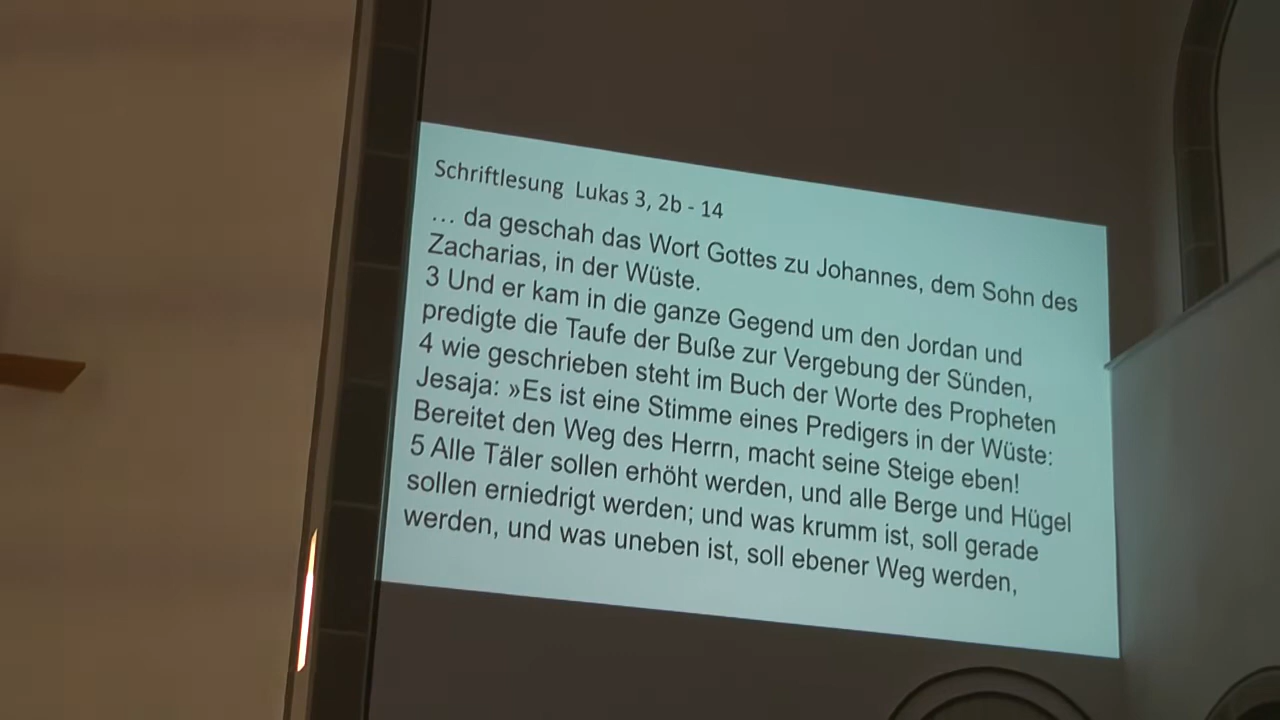 Schriftlesung Lukas 3, 2b - 14
… da geschah das Wort Gottes zu Johannes, dem Sohn des
Zacharias, in der Wüste.
3 Und er kam in die ganze Gegend um den Jordan und
predigte die Taufe der Buße zur Vergebung der Sünden,
4 wie geschrieben steht im Buch der Worte des Propheten
Jesaja: »Es ist eine Stimme eines Predigers in der Wüste:
Bereitet den Weg des Herrn, macht seine Steige eben!
5 Alle Täler sollen erhöht werden, und alle Berge und Hügel
sollen erniedrigt werden; und was krumm ist, soll gerade
werden, und was uneben ist, soll ebener Weg werden,